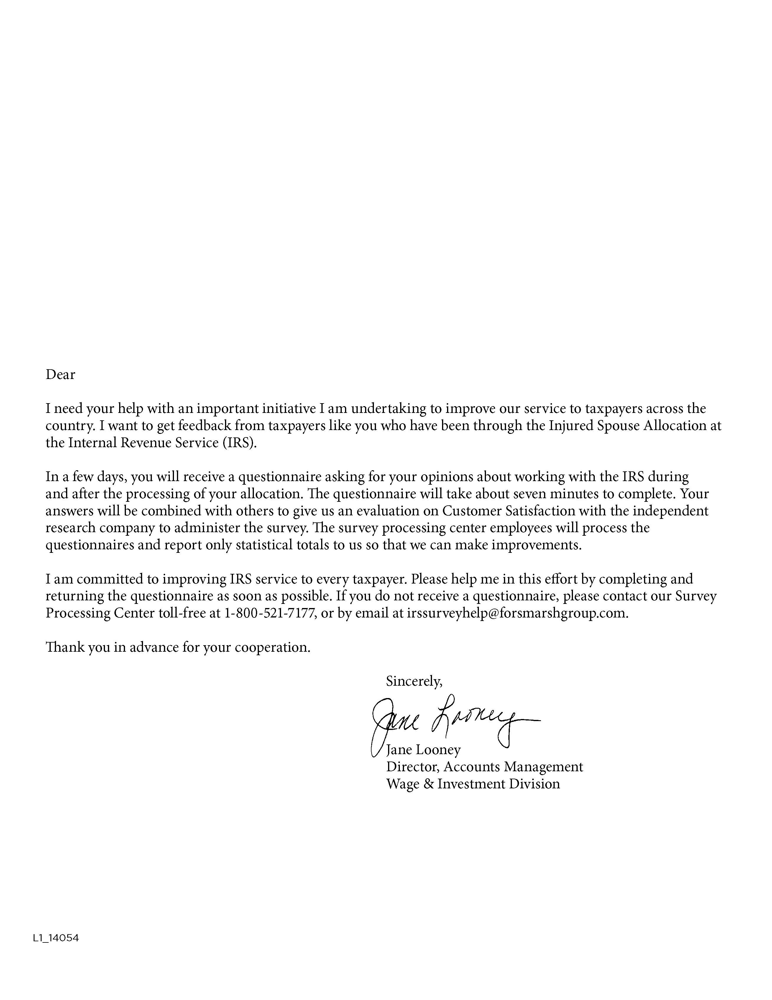 Dear
I need your help with an important initiative I am undertaking to improve our service to taxpayers across the
country. I want to get feedback from taxpayers like you who have been through the Injured Spouse Allocation at
the Internal Revenue Service (IRS).
In a few days, you will receive a questionnaire asking for your opinions about working with the IRS during
and after the processing of your allocation. The questionnaire will take about seven minutes to complete. Your
answers will be combined with others to give us an evaluation on Customer Satisfaction with the independent
research company to administer the survey. The survey processing center employees will process the
questionnaires and report only statistical totals to us so that we can make improvements.
I am committed to improving IRS service to every taxpayer. Please help me in this effort by completing and
returning the questionnaire as soon as possible. If you do not receive a questionnaire, please contact our Survey
Processing Center toll-free at 1-800-521-7177, or by email at irssurveyhelp@forsmarshgroup.com.
Thank you in advance for your cooperation.
Sincerely,
Jane Looney
Jane Looney
Director, Accounts Management
Wage & Investment Division
L1_14054